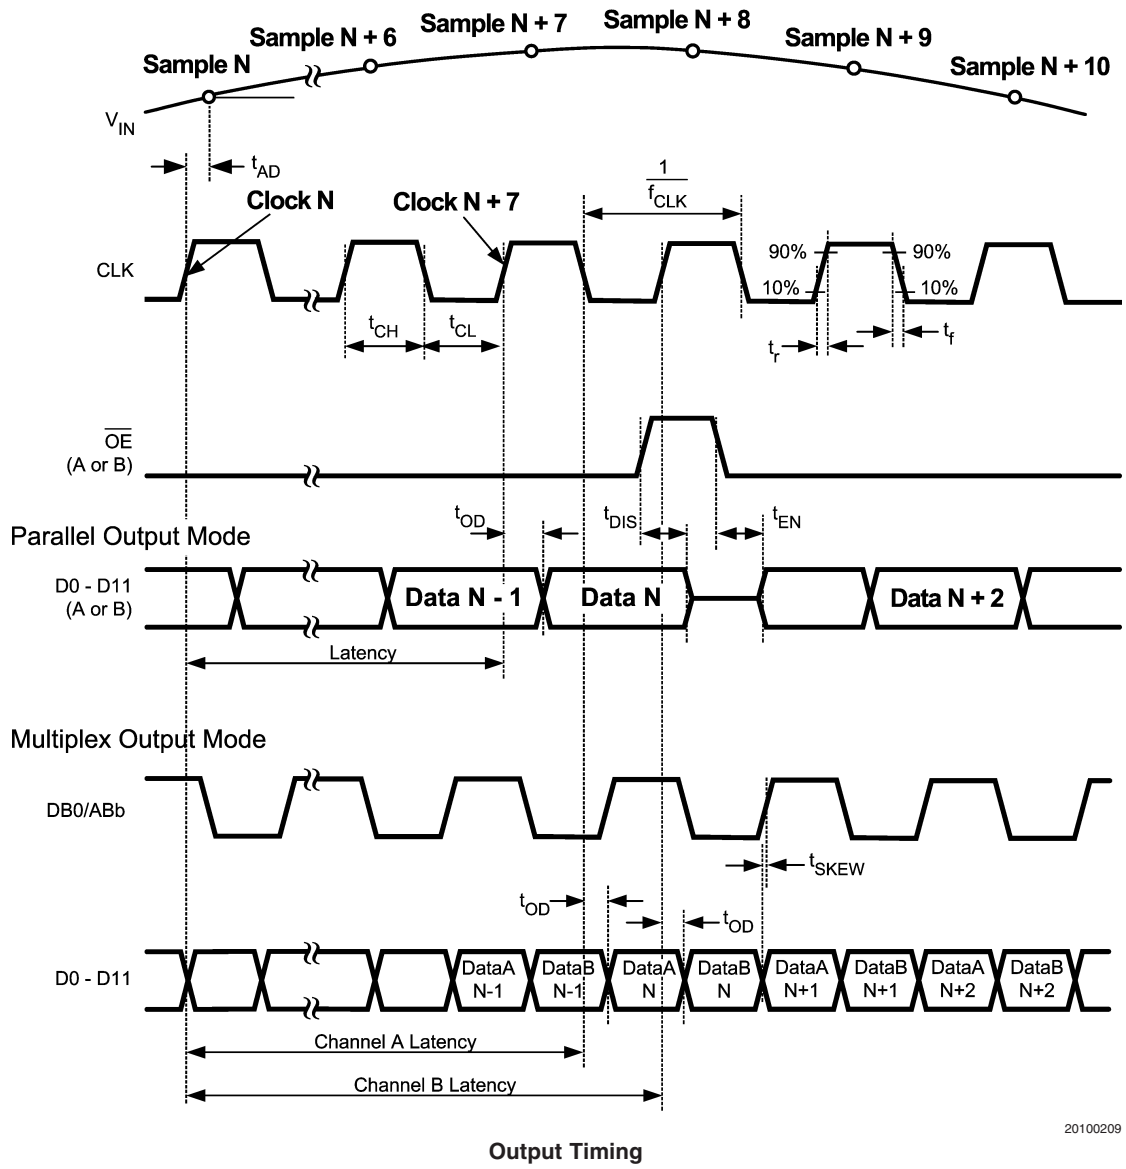 Sample N
Sample N + 6
Sample N + 7
Sample N + 8
Sample N + 9
Sample N + 10
VIN
tAD
Clock N
Clock N + 7
1
fCLK
CLK
90%
90%
10%
10%
tCH
tCL
tr
tf
OE
(A or B)
tOD
tDIS
tEN
Parallel Output Mode
D0 - D11
(A or B)
Data N - 1
Data N
Data N + 2
Latency
Multiplex Output Mode
DB0/ABb
tSKEW
tOD
tOD
D0 - D11
DataA
N-1
DataB
N-1
DataA
N
DataB
N
DataA
N+1
DataB
N+1
DataA
N+2
DataB
N+2
Channel A Latency
Channel B Latency
20100209
Output Timing